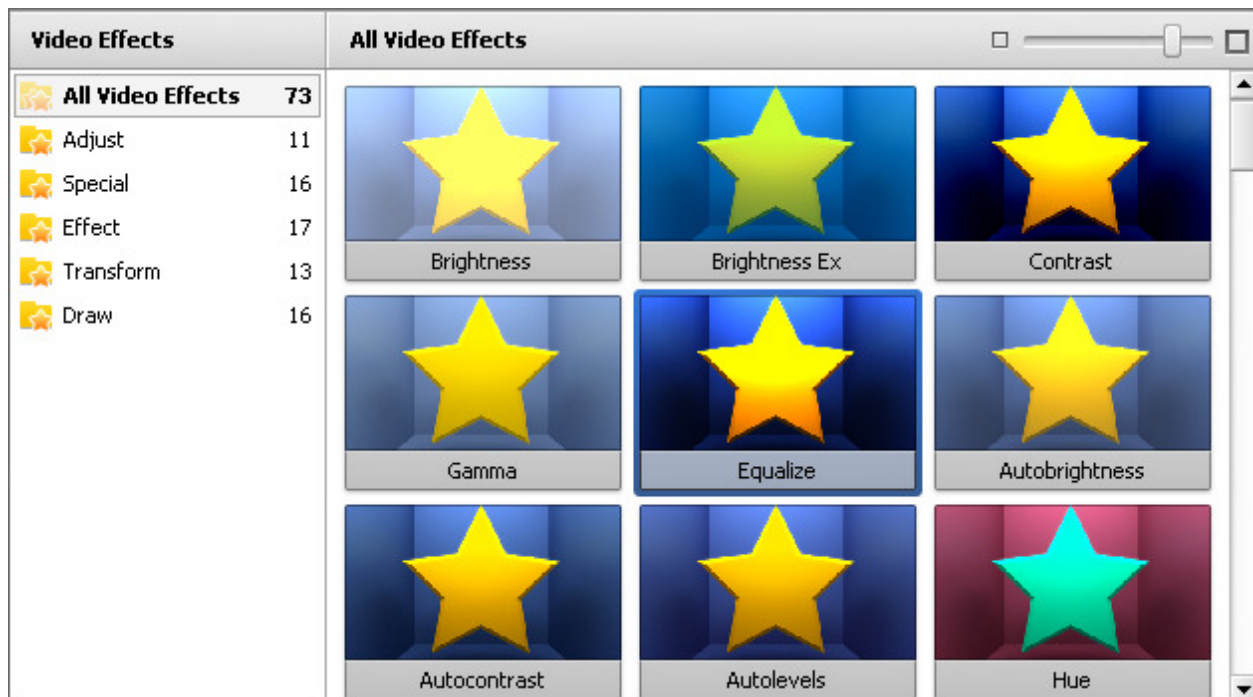 Video Effects
All Video Effects
All Video Effects 73
Adjust 11
Special 16
Effect 17
Transform 13
Draw 16
Brightness
Brightness Ex
Contrast
Gamma
Equalize
Autobrightness
Autocontrast
Autolevels
Hue